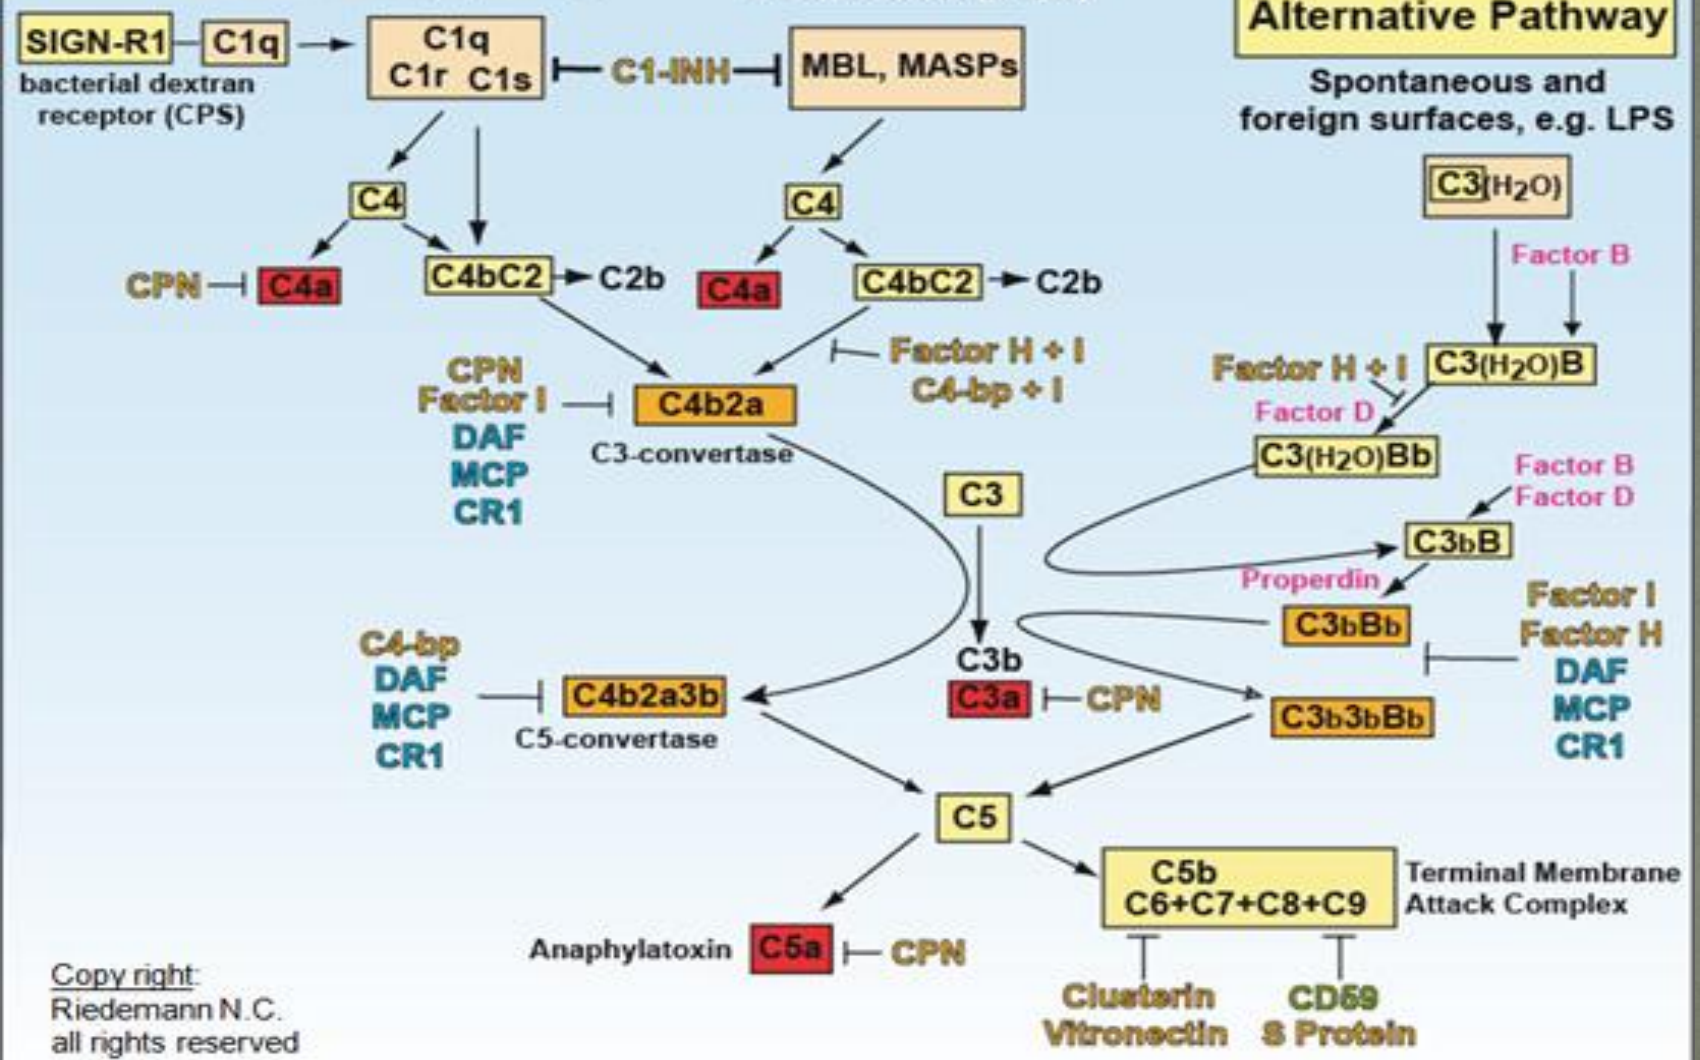 Alternative Pathway
Spontaneous and
foreign surfaces, e.g. LPS
SIGN-R1
C1q
bacterial dextran
receptor (CPS)
C1q
C1r C1s
C1-INH
MBL, MASPs
C3(H2O)
C4
C4
Factor B
CPN
C4a
C4bC2
C2b
C4a
C4bC2
C2b
Factor H + I
C4-bp + I
CPN
Factor I
DAF
MCP
CR1
C4b2a
C3-convertase
C3(H2O)B
Factor H + I
Factor D
C3(H2O)Bb
Factor B
Factor D
C3
C3bB
Properdin
C3bBb
Factor I
Factor H
DAF
MCP
CR1
C3b
C3a
CPN
C3b3bBb
C4-bp
DAF
MCP
CR1
C4b2a3b
C5-convertase
C5
C5b
C6+C7+C8+C9
Terminal Membrane
Attack Complex
Anaphylatoxin
C5a
CPN
Clusterin
Vitronectin
CD59
S Protein
Copy right:
Riedemann N.C.
all rights reserved